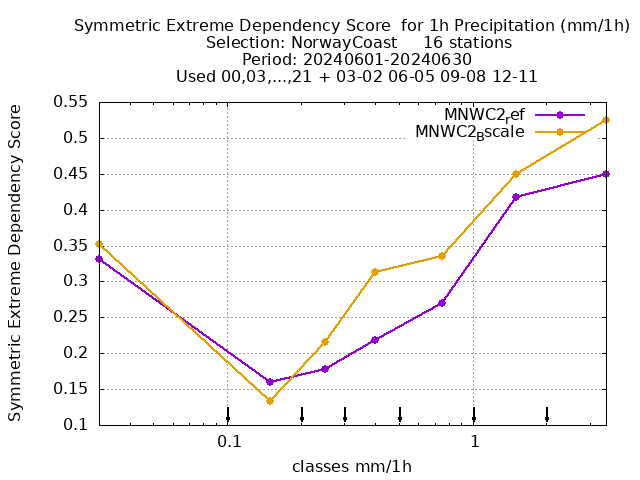 Symmetric Extreme Dependency Score  for 1h Precipitation (mm/1h)
Selection: NorwayCoast     16 stations
Period: 20240601-20240630
Used 00,03,...,21 + 03-02 06-05 09-08 12-11
MNWC2ref
MNWC2Bscale
Symmetric Extreme Dependency Score
0.55
0.5
0.45
0.4
0.35
0.3
0.25
0.2
0.15
0.1
0.1 1
classes mm/1h